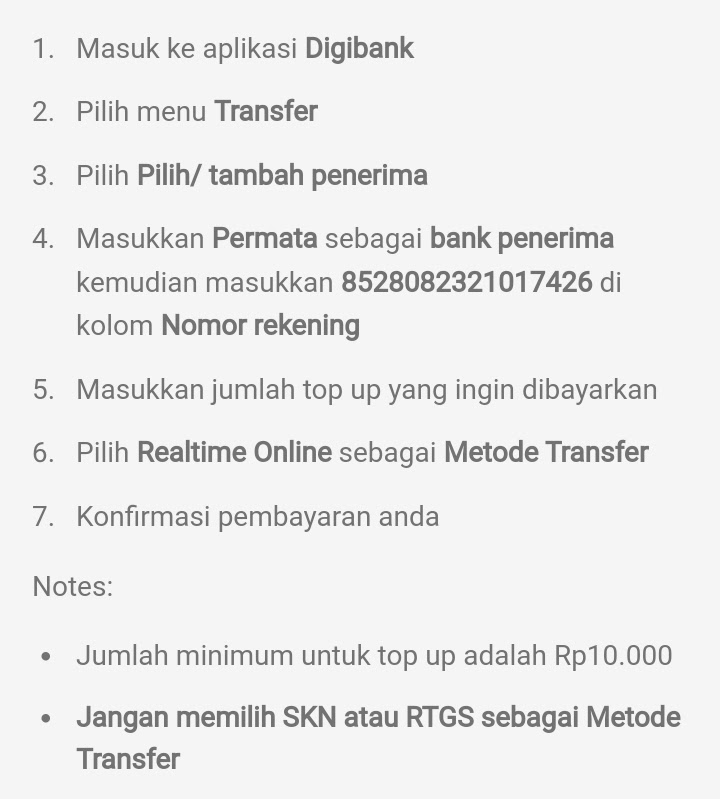 1. Masuk ke aplikasi Digibank
2. Pilih menu Transfer
3. Pilih Pilih/ tambah penerima
4. Masukkan Permata sebagai bank penerima
kemudian masukkan 8528082321017426 di
kolom Nomor rekening
5. Masukkan jumlah top up yang ingin dibayarkan
6. Pilih Realtime Online sebagai Metode Transfer
7. Konfirmasi pembayaran anda
Notes:
• Jumlah minimum untuk top up adalah Rp10.000
• Jangan memilih SKN atau RTGS sebagai Metode
Transfer